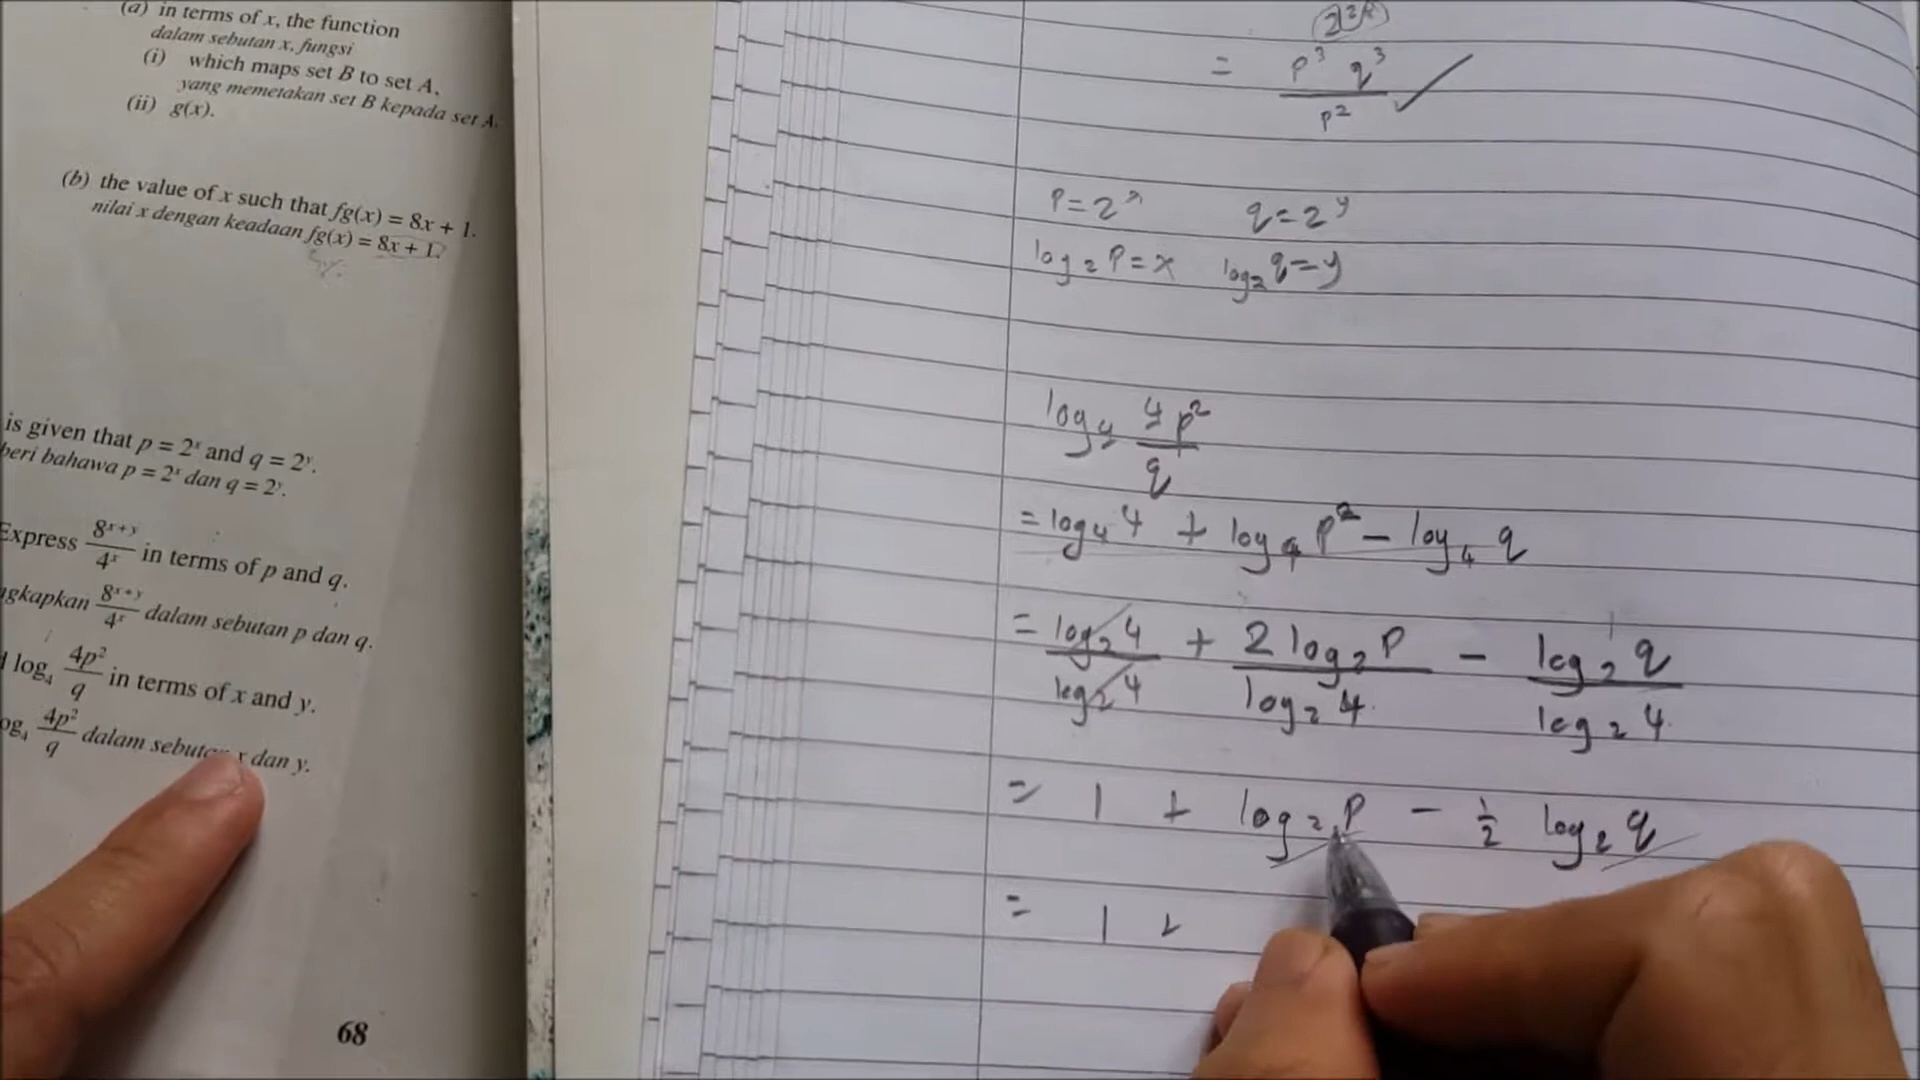 (a) in terms of x, the function
dalam sebutan x, fungsi
(i) which maps set B to set A,
yang memetakan set B kepada set A.
(ii) g(x).
(b) the value of x such that fg(x) = 8x + 1.
nilai x dengan keadaan fg(x) = 8x + 1.
is given that p = 2ˣ and q = 2ʸ.
beri bahawa p = 2ˣ dan q = 2ʸ.
Express 8ˣ⁺ʸ/4ˣ in terms of p and q.
ngkapkan 8ˣ⁺ʸ/4ˣ dalam sebutan p dan q.
d log₄ 4p²/q in terms of x and y.
og₄ 4p²/q dalam sebutan x dan y.
68
= p³ q³ / p²
p = 2ˣ q = 2ʸ
log₂ p = x log₂ q = y
log₄ 4p²/q
= log₄ 4 + log₄ p² − log₄ q
= log₂ 4/log₂ 4 + 2 log₂ p/log₂ 4 − log₂ q/log₂ 4
= 1 + log₂ p − ½ log₂ q
= 1 +